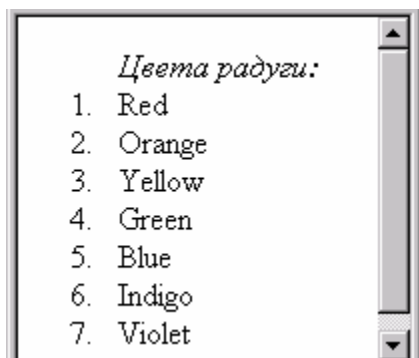 Цвета радуги:
1. Red
2. Orange
3. Yellow
4. Green
5. Blue
6. Indigo
7. Violet